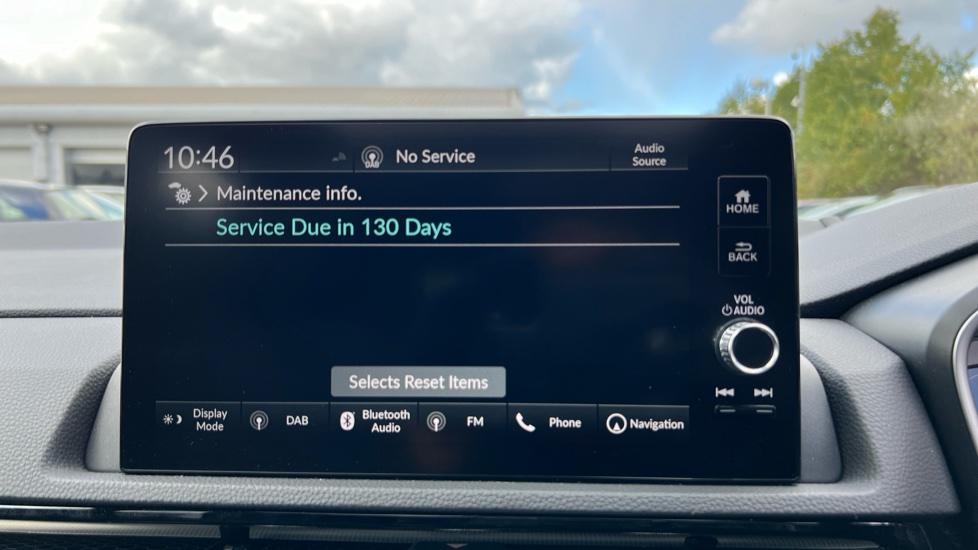 10:46
DAB
No Service
Audio
Source
Maintenance info.
Service Due in 130 Days
HOME
BACK
VOL
AUDIO
Selects Reset Items
Display
Mode
DAB
Bluetooth
Audio
FM
Phone
Navigation